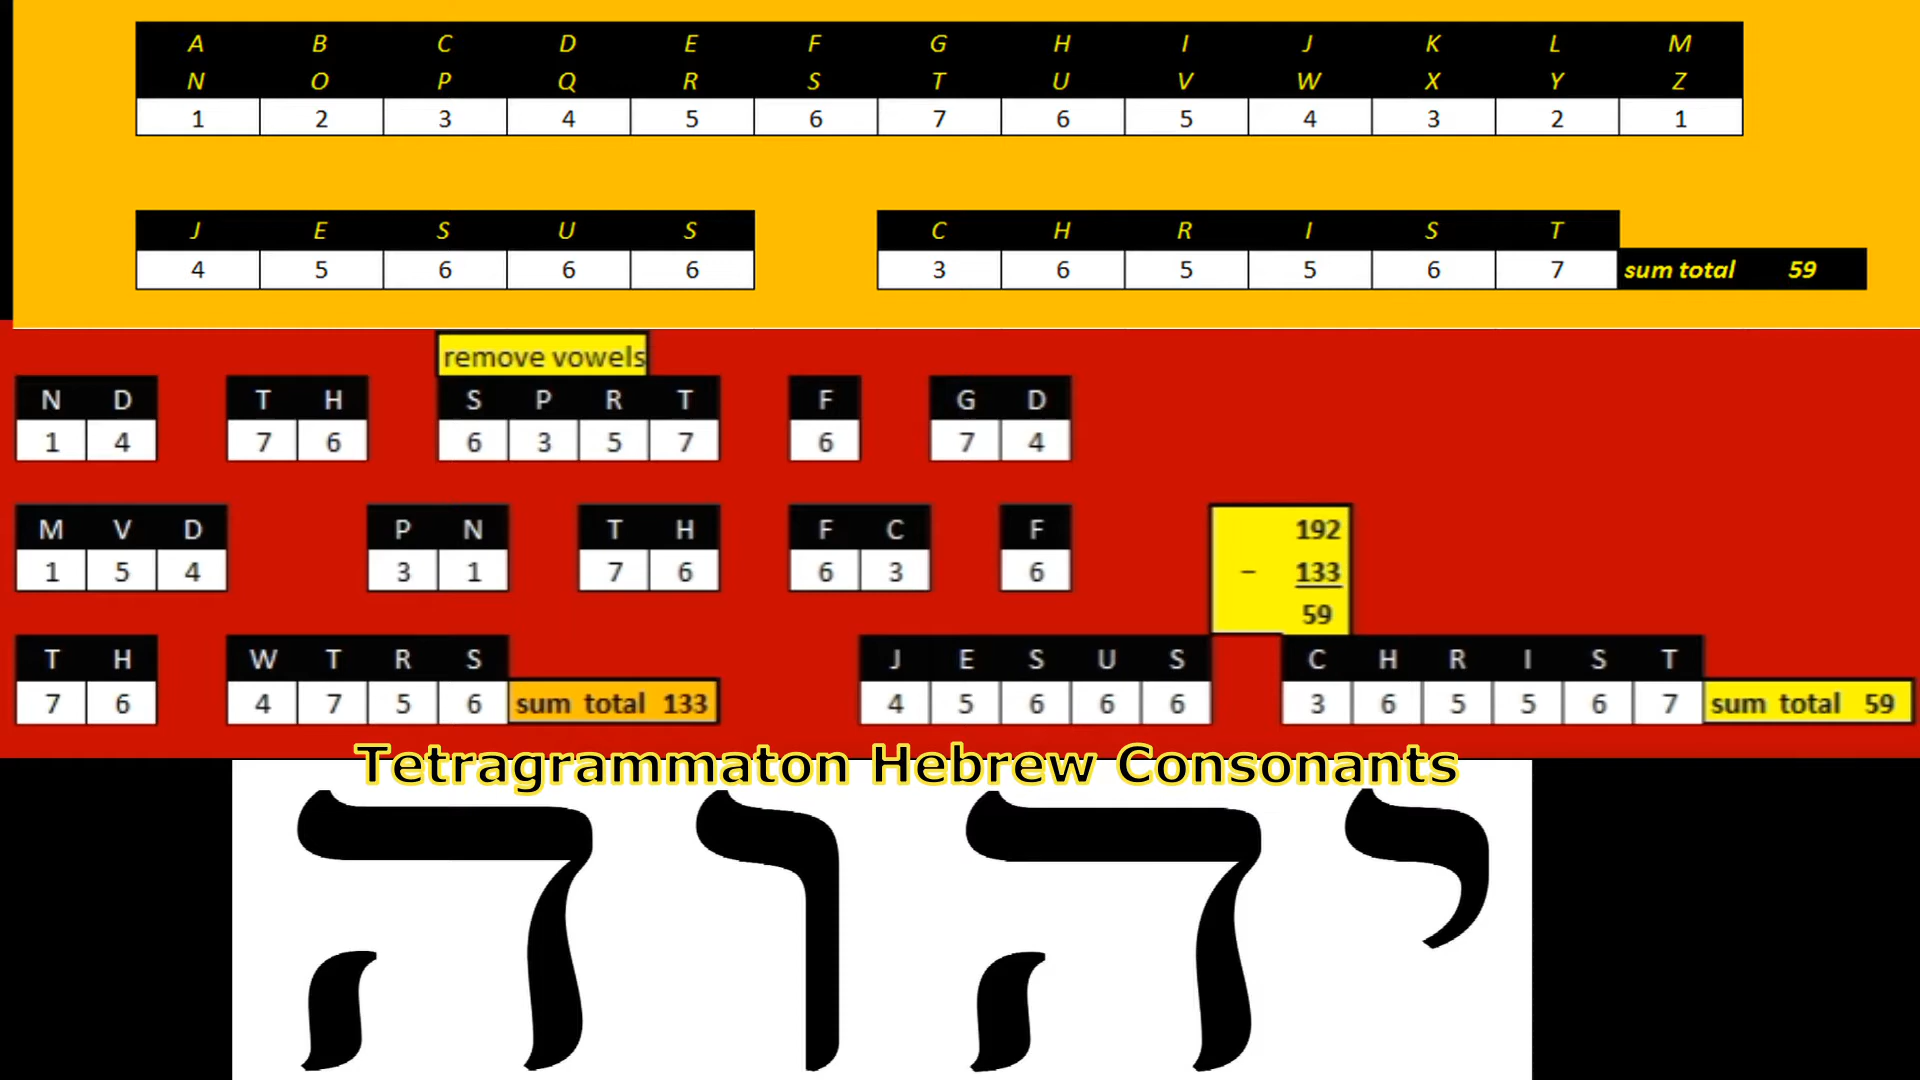 A B C D E F G H I J K L M
N O P Q R S T U V W X Y Z
1 2 3 4 5 6 7 6 5 4 3 2 1
J E S U S C H R I S T
4 5 6 6 6 3 6 5 5 6 7 sum total 59
remove vowels
N D T H S P R T F G D
1 4 7 6 6 3 5 7 6 7 4
M V D P N T H F C F
1 5 4 3 1 7 6 6 3 6
192
- 133
59
T H W T R S J E S U S C H R I S T
7 6 4 7 5 6 sum total 133 4 5 6 6 6 3 6 5 5 6 7 sum total 59
Tetragrammaton Hebrew Consonants
יהוה